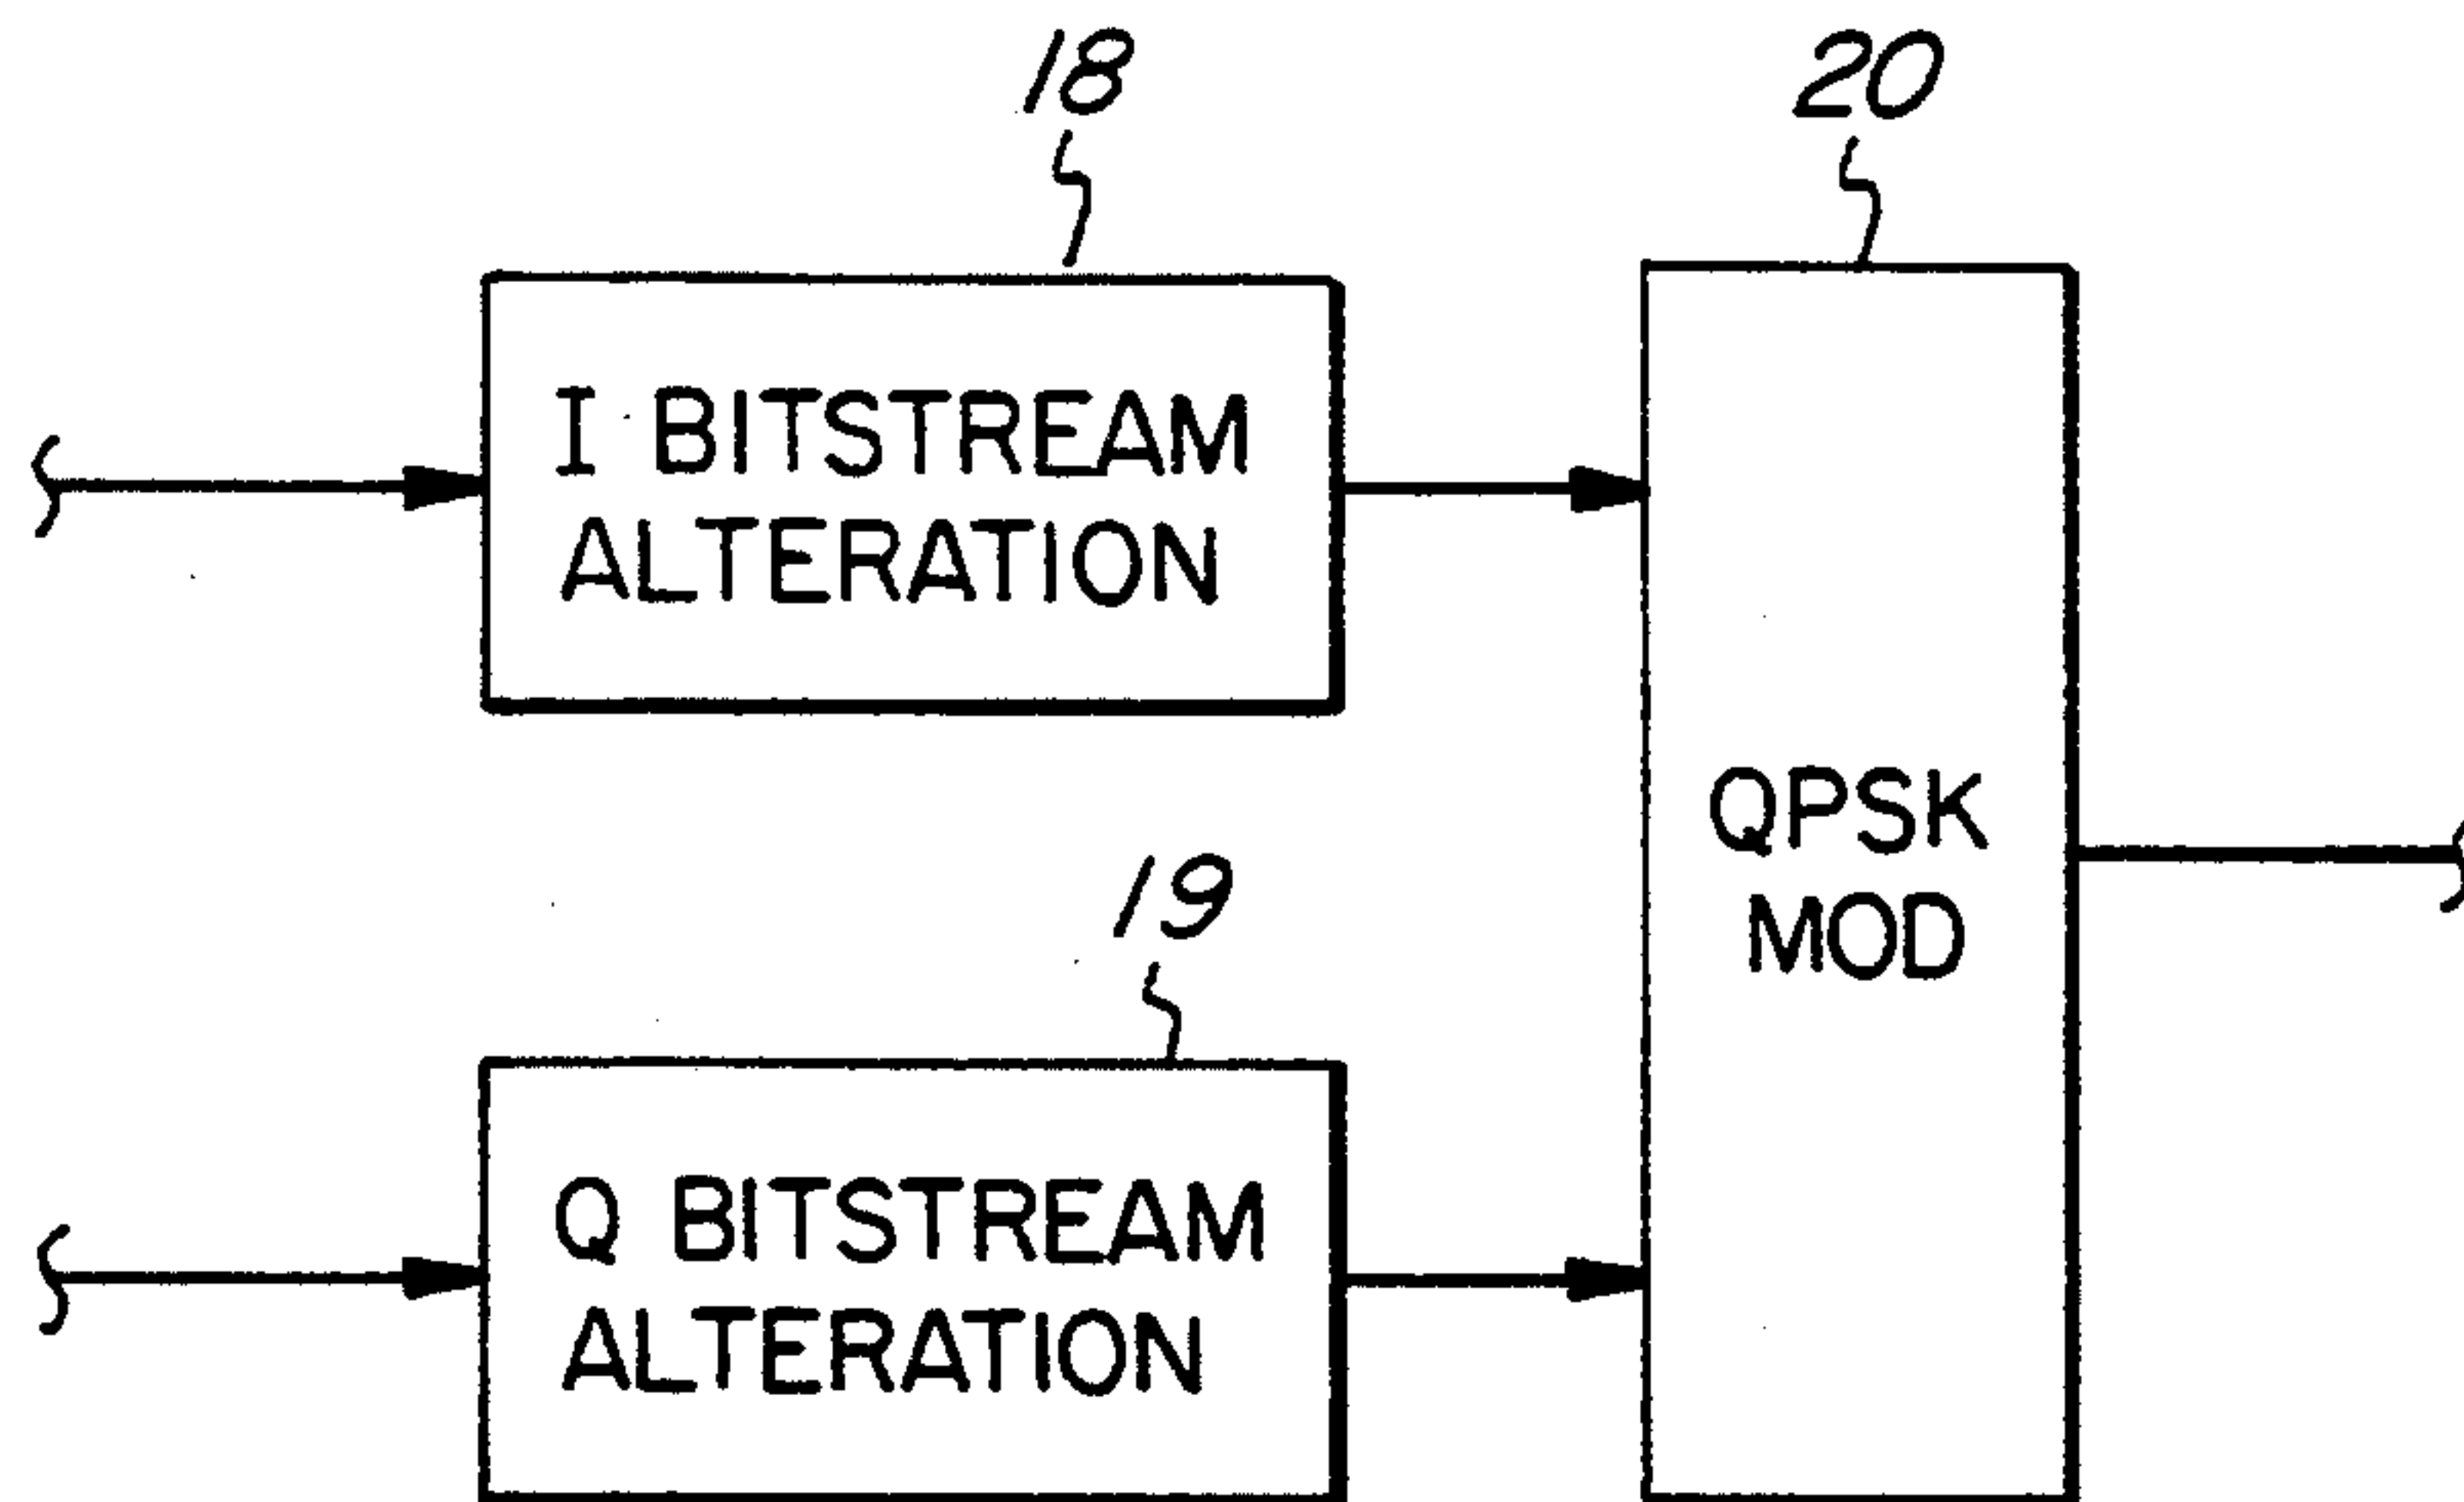 18
20
I BITSTREAM
ALTERATION
QPSK
MOD
19
Q BITSTREAM
ALTERATION